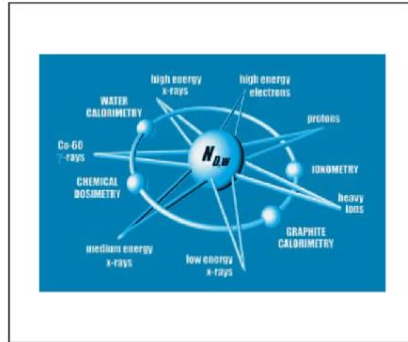 high energy
x-rays
high energy
electrons
WATER
CALORIMETRY
protons
Co-60
γ-rays
N D,w
IONOMETRY
CHEMICAL
DOSIMETRY
heavy
ions
GRAPHITE
CALORIMETRY
medium energy
x-rays
low energy
x-rays